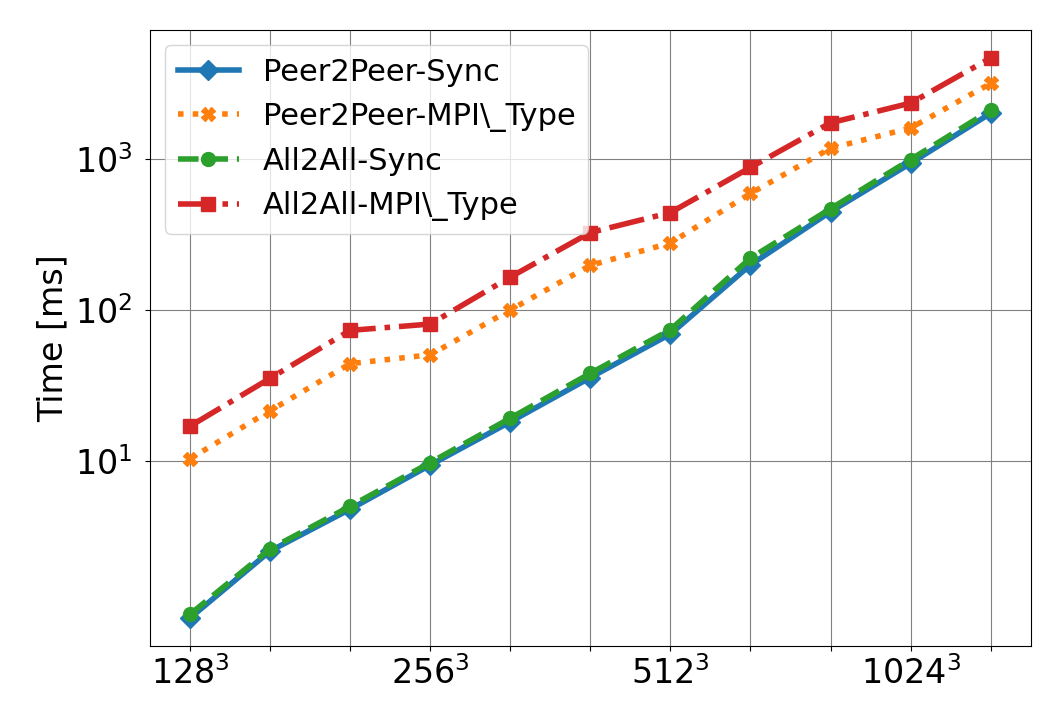 Peer2Peer-Sync
Peer2Peer-MPI\_Type
All2All-Sync
All2All-MPI\_Type
Time [ms]
10³
10²
10¹
128³ 256³ 512³ 1024³